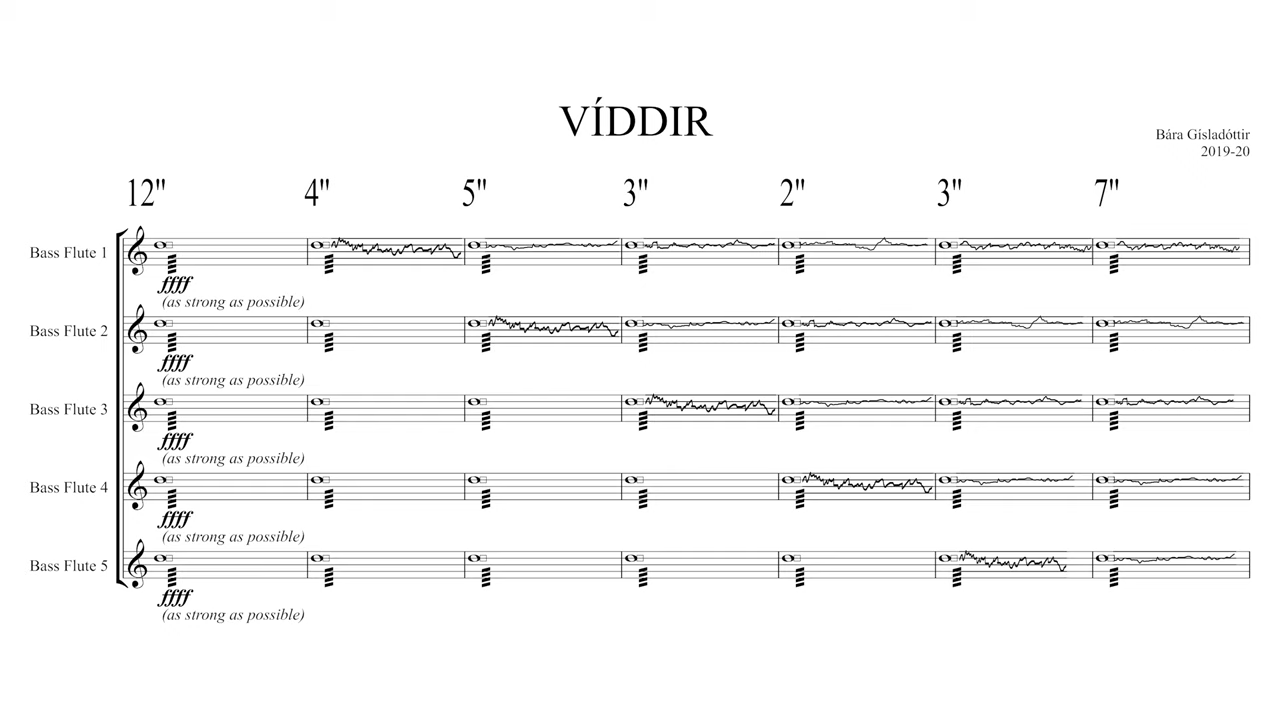 VÍDDIR
Bára Gísladóttir
2019-20
12" 4" 5" 3" 2" 3" 7"
Bass Flute 1
ffff
(as strong as possible)
Bass Flute 2
ffff
(as strong as possible)
Bass Flute 3
ffff
(as strong as possible)
Bass Flute 4
ffff
(as strong as possible)
Bass Flute 5
ffff
(as strong as possible)